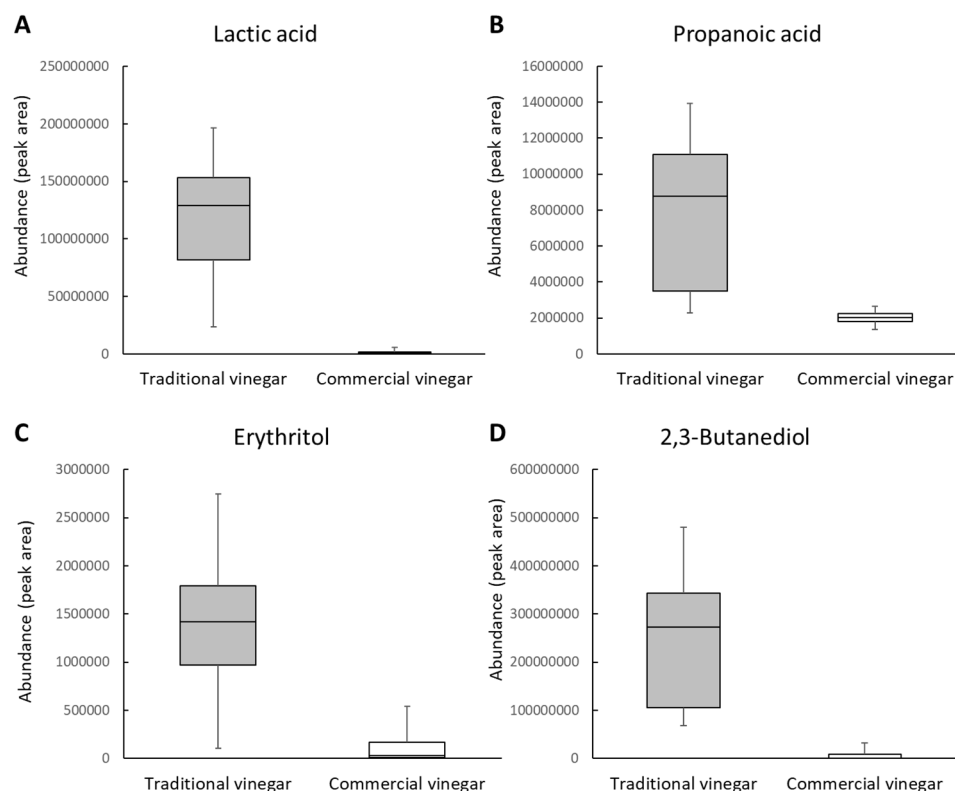 A
Lactic acid
Abundance (peak area)
250000000
200000000
150000000
100000000
50000000
0
Traditional vinegar
Commercial vinegar
B
Propanoic acid
Abundance (peak area)
16000000
14000000
12000000
10000000
8000000
6000000
4000000
2000000
0
Traditional vinegar
Commercial vinegar
C
Erythritol
Abundance (peak area)
3000000
2500000
2000000
1500000
1000000
500000
0
Traditional vinegar
Commercial vinegar
D
2,3-Butanediol
Abundance (peak area)
600000000
500000000
400000000
300000000
200000000
100000000
0
Traditional vinegar
Commercial vinegar